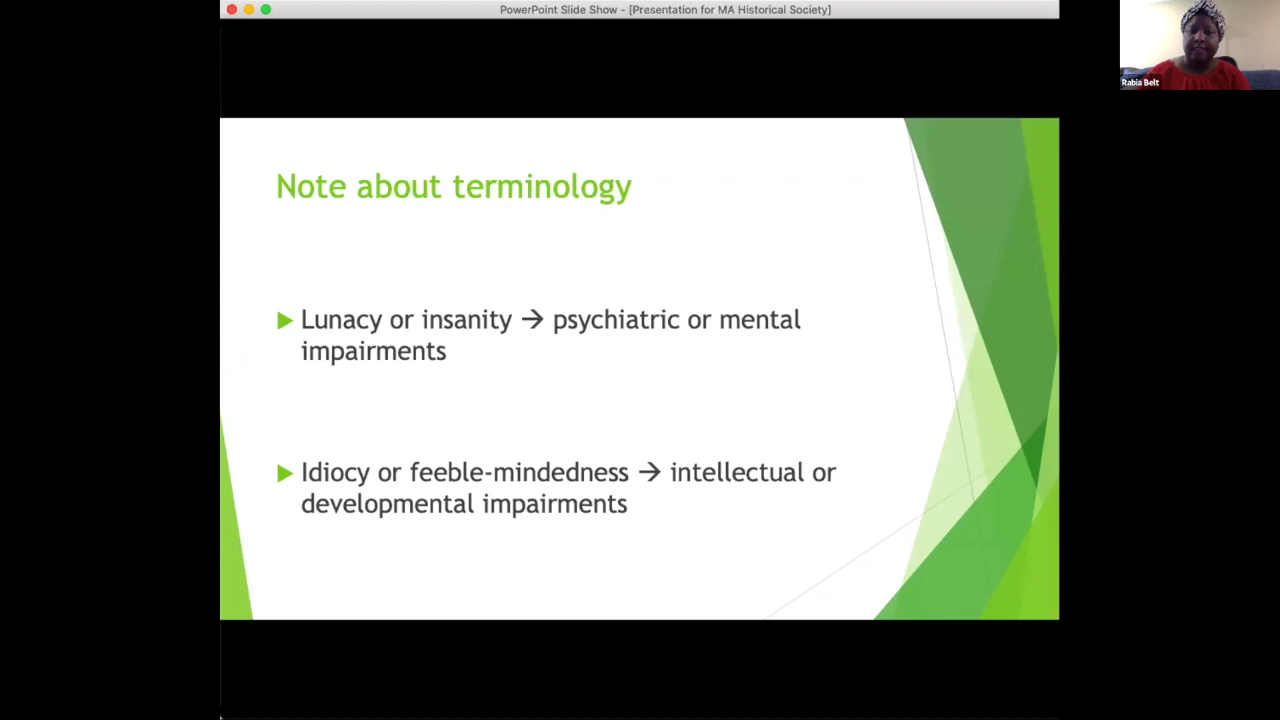 PowerPoint Slide Show - [Presentation for MA Historical Society]
Rabia Belt
Note about terminology
Lunacy or insanity → psychiatric or mental
impairments
Idiocy or feeble-mindedness → intellectual or
developmental impairments